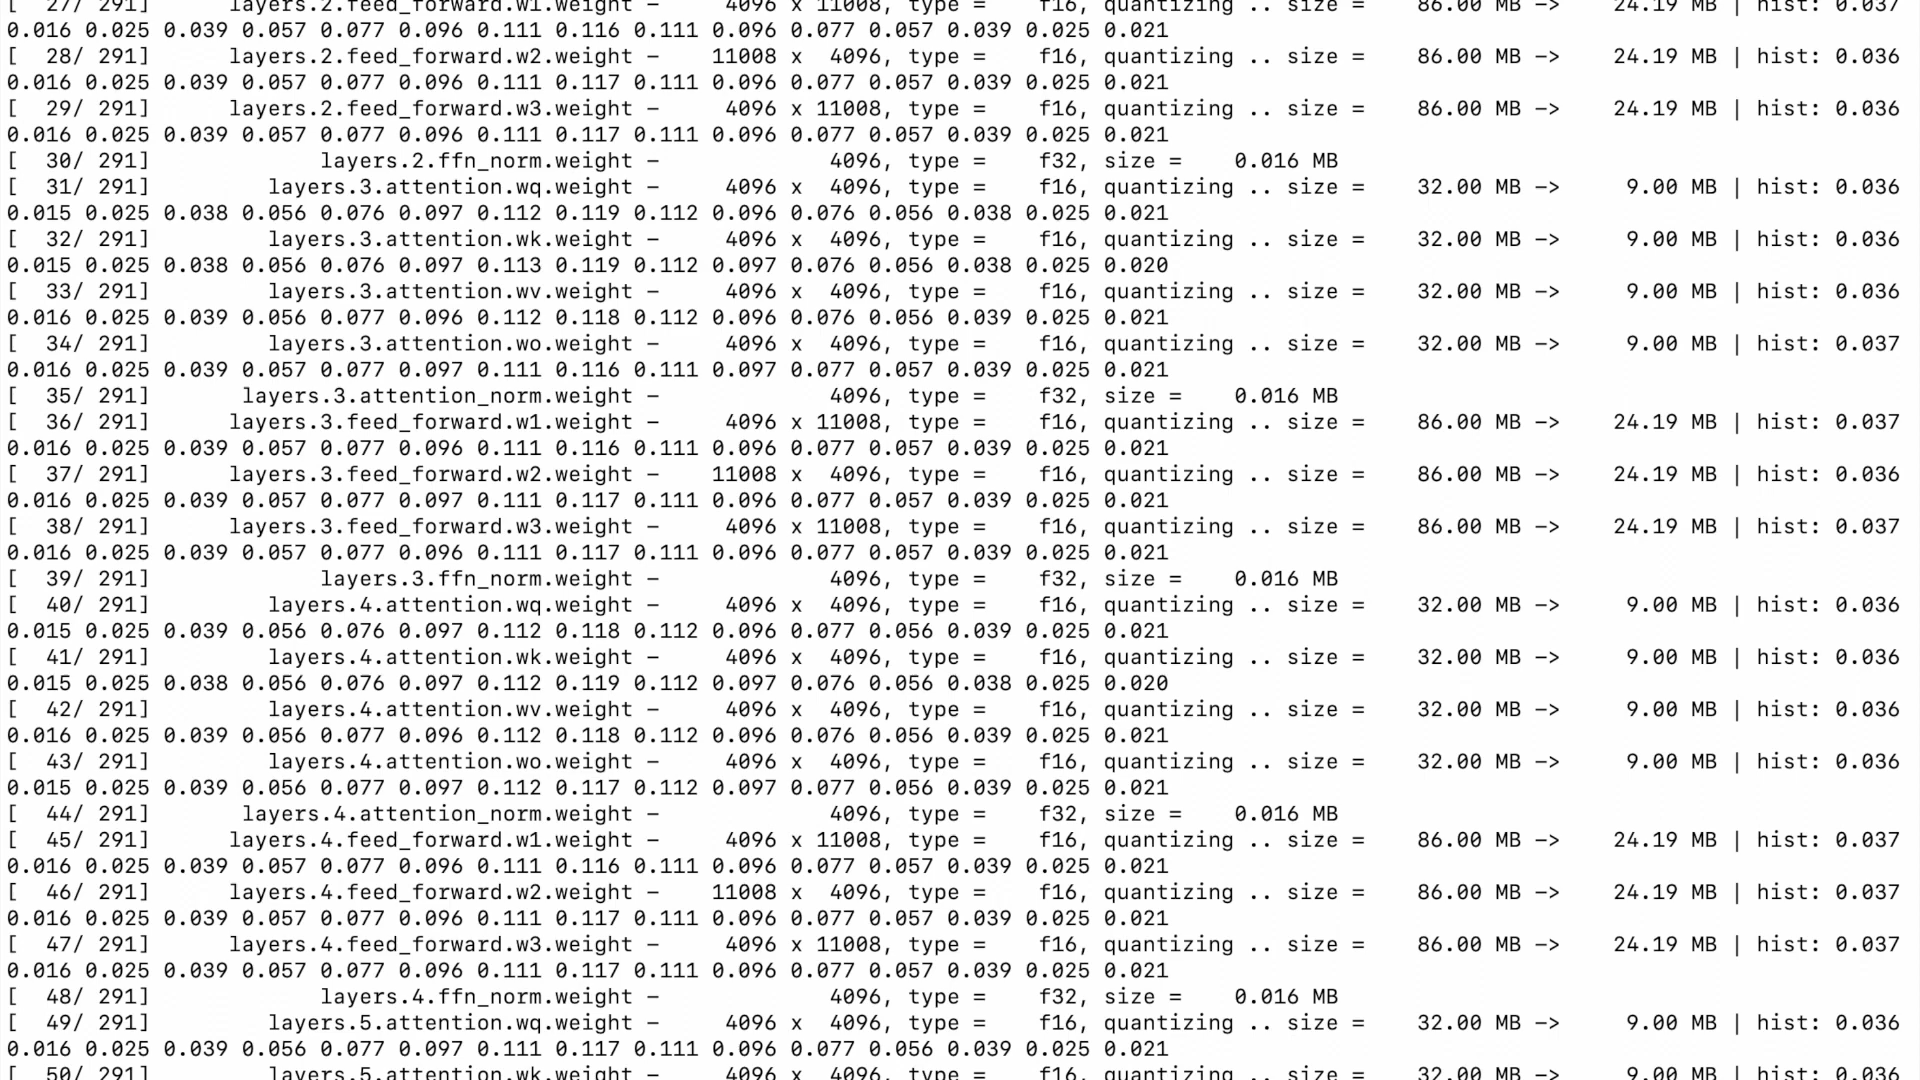 [  27/ 291]      layers.2.feed_forward.w1.weight -     4096 x 11008, type =    f16, quantizing .. size =    86.00 MB ->    24.19 MB | hist: 0.037
0.016 0.025 0.039 0.057 0.077 0.096 0.111 0.116 0.111 0.096 0.077 0.057 0.039 0.025 0.021
[  28/ 291]      layers.2.feed_forward.w2.weight -    11008 x  4096, type =    f16, quantizing .. size =    86.00 MB ->    24.19 MB | hist: 0.036
0.016 0.025 0.039 0.057 0.077 0.096 0.111 0.117 0.111 0.096 0.077 0.057 0.039 0.025 0.021
[  29/ 291]      layers.2.feed_forward.w3.weight -     4096 x 11008, type =    f16, quantizing .. size =    86.00 MB ->    24.19 MB | hist: 0.036
0.016 0.025 0.039 0.057 0.077 0.096 0.111 0.117 0.111 0.096 0.077 0.057 0.039 0.025 0.021
[  30/ 291]             layers.2.ffn_norm.weight -             4096, type =    f32, size =    0.016 MB
[  31/ 291]         layers.3.attention.wq.weight -     4096 x  4096, type =    f16, quantizing .. size =    32.00 MB ->     9.00 MB | hist: 0.036
0.015 0.025 0.038 0.056 0.076 0.097 0.112 0.119 0.112 0.096 0.076 0.056 0.038 0.025 0.021
[  32/ 291]         layers.3.attention.wk.weight -     4096 x  4096, type =    f16, quantizing .. size =    32.00 MB ->     9.00 MB | hist: 0.036
0.015 0.025 0.038 0.056 0.076 0.097 0.113 0.119 0.112 0.097 0.076 0.056 0.038 0.025 0.020
[  33/ 291]         layers.3.attention.wv.weight -     4096 x  4096, type =    f16, quantizing .. size =    32.00 MB ->     9.00 MB | hist: 0.036
0.016 0.025 0.039 0.056 0.077 0.096 0.112 0.118 0.112 0.096 0.076 0.056 0.039 0.025 0.021
[  34/ 291]         layers.3.attention.wo.weight -     4096 x  4096, type =    f16, quantizing .. size =    32.00 MB ->     9.00 MB | hist: 0.037
0.016 0.025 0.039 0.057 0.077 0.097 0.111 0.116 0.111 0.097 0.077 0.057 0.039 0.025 0.021
[  35/ 291]       layers.3.attention_norm.weight -             4096, type =    f32, size =    0.016 MB
[  36/ 291]      layers.3.feed_forward.w1.weight -     4096 x 11008, type =    f16, quantizing .. size =    86.00 MB ->    24.19 MB | hist: 0.037
0.016 0.025 0.039 0.057 0.077 0.096 0.111 0.116 0.111 0.096 0.077 0.057 0.039 0.025 0.021
[  37/ 291]      layers.3.feed_forward.w2.weight -    11008 x  4096, type =    f16, quantizing .. size =    86.00 MB ->    24.19 MB | hist: 0.036
0.016 0.025 0.039 0.057 0.077 0.097 0.111 0.117 0.111 0.096 0.077 0.057 0.039 0.025 0.021
[  38/ 291]      layers.3.feed_forward.w3.weight -     4096 x 11008, type =    f16, quantizing .. size =    86.00 MB ->    24.19 MB | hist: 0.037
0.016 0.025 0.039 0.057 0.077 0.096 0.111 0.117 0.111 0.096 0.077 0.057 0.039 0.025 0.021
[  39/ 291]             layers.3.ffn_norm.weight -             4096, type =    f32, size =    0.016 MB
[  40/ 291]         layers.4.attention.wq.weight -     4096 x  4096, type =    f16, quantizing .. size =    32.00 MB ->     9.00 MB | hist: 0.036
0.015 0.025 0.039 0.056 0.076 0.097 0.112 0.118 0.112 0.096 0.077 0.056 0.039 0.025 0.021
[  41/ 291]         layers.4.attention.wk.weight -     4096 x  4096, type =    f16, quantizing .. size =    32.00 MB ->     9.00 MB | hist: 0.036
0.015 0.025 0.038 0.056 0.076 0.097 0.112 0.119 0.112 0.097 0.076 0.056 0.038 0.025 0.020
[  42/ 291]         layers.4.attention.wv.weight -     4096 x  4096, type =    f16, quantizing .. size =    32.00 MB ->     9.00 MB | hist: 0.036
0.016 0.025 0.039 0.056 0.077 0.096 0.112 0.118 0.112 0.096 0.076 0.056 0.039 0.025 0.021
[  43/ 291]         layers.4.attention.wo.weight -     4096 x  4096, type =    f16, quantizing .. size =    32.00 MB ->     9.00 MB | hist: 0.036
0.015 0.025 0.039 0.056 0.077 0.097 0.112 0.117 0.112 0.097 0.077 0.056 0.039 0.025 0.021
[  44/ 291]       layers.4.attention_norm.weight -             4096, type =    f32, size =    0.016 MB
[  45/ 291]      layers.4.feed_forward.w1.weight -     4096 x 11008, type =    f16, quantizing .. size =    86.00 MB ->    24.19 MB | hist: 0.037
0.016 0.025 0.039 0.057 0.077 0.096 0.111 0.116 0.111 0.096 0.077 0.057 0.039 0.025 0.021
[  46/ 291]      layers.4.feed_forward.w2.weight -    11008 x  4096, type =    f16, quantizing .. size =    86.00 MB ->    24.19 MB | hist: 0.037
0.016 0.025 0.039 0.057 0.077 0.096 0.111 0.117 0.111 0.096 0.077 0.057 0.039 0.025 0.021
[  47/ 291]      layers.4.feed_forward.w3.weight -     4096 x 11008, type =    f16, quantizing .. size =    86.00 MB ->    24.19 MB | hist: 0.037
0.016 0.025 0.039 0.057 0.077 0.096 0.111 0.117 0.111 0.096 0.077 0.057 0.039 0.025 0.021
[  48/ 291]             layers.4.ffn_norm.weight -             4096, type =    f32, size =    0.016 MB
[  49/ 291]         layers.5.attention.wq.weight -     4096 x  4096, type =    f16, quantizing .. size =    32.00 MB ->     9.00 MB | hist: 0.036
0.016 0.025 0.039 0.056 0.077 0.097 0.111 0.117 0.111 0.096 0.077 0.056 0.039 0.025 0.021
[  50/ 291]         layers.5.attention.wk.weight -     4096 x  4096, type =    f16, quantizing .. size =    32.00 MB ->     9.00 MB | hist: 0.036